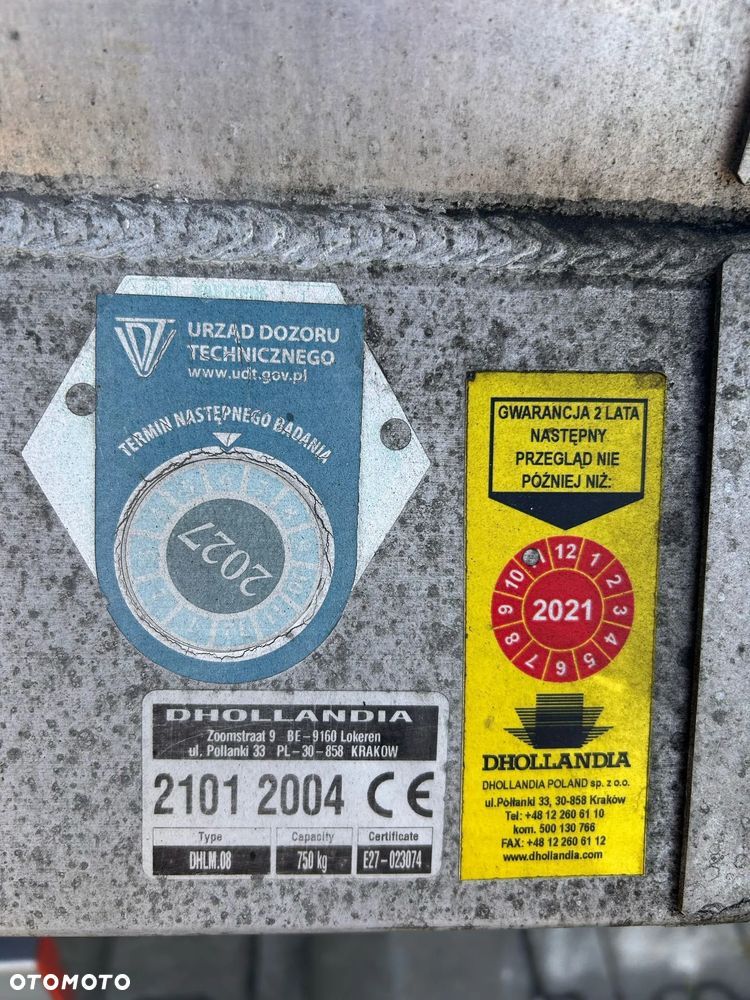 URZĄD DOZORU
TECHNICZNEGO
www.udt.gov.pl
TERMIN NASTĘPNEGO BADANIA
2027
GWARANCJA 2 LATA
NASTĘPNY
PRZEGLĄD NIE
PÓŹNIEJ NIŻ:
12 1 2 3 4 5 6 7 8 9 10
2021
DHOLLANDIA
DHOLLANDIA POLAND sp. z o.o.
ul.Półłanki 33, 30-858 Kraków
Tel: +48 12 260 61 10
kom. 500 130 766
FAX: +48 12 260 61 12
www.dhollandia.com
DHOLLANDIA
Zoomstraat 9 BE-9160 Lokeren
ul. Pollanki 33 PL-30-858 KRAKOW
2101 2004 CE
Type Capacity Certificate
DHLM.08 750 kg E27-023074
OTOMOTO
OTOMOTO